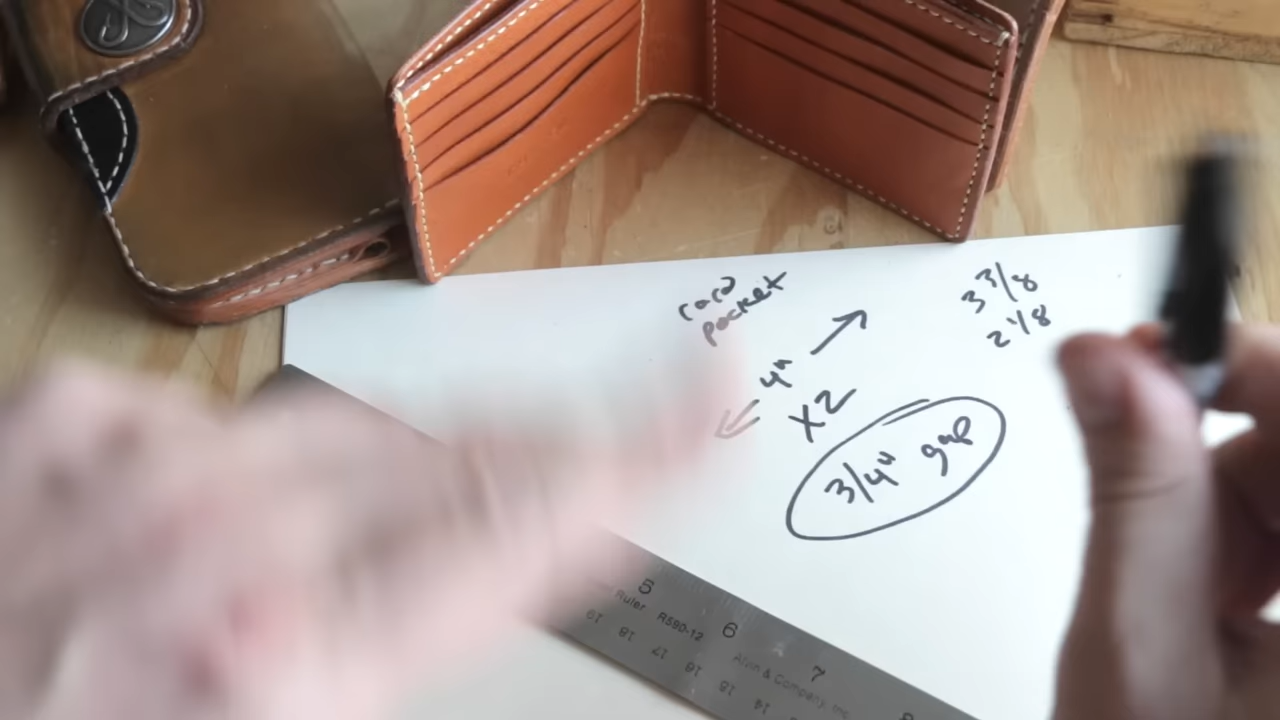 card
pocket
3 3/8
2 1/8
4"
X2
3/4" gap
5
Ruler R590-12
6
Alvin & Company, Inc.
7
19 18 17 16 15 14